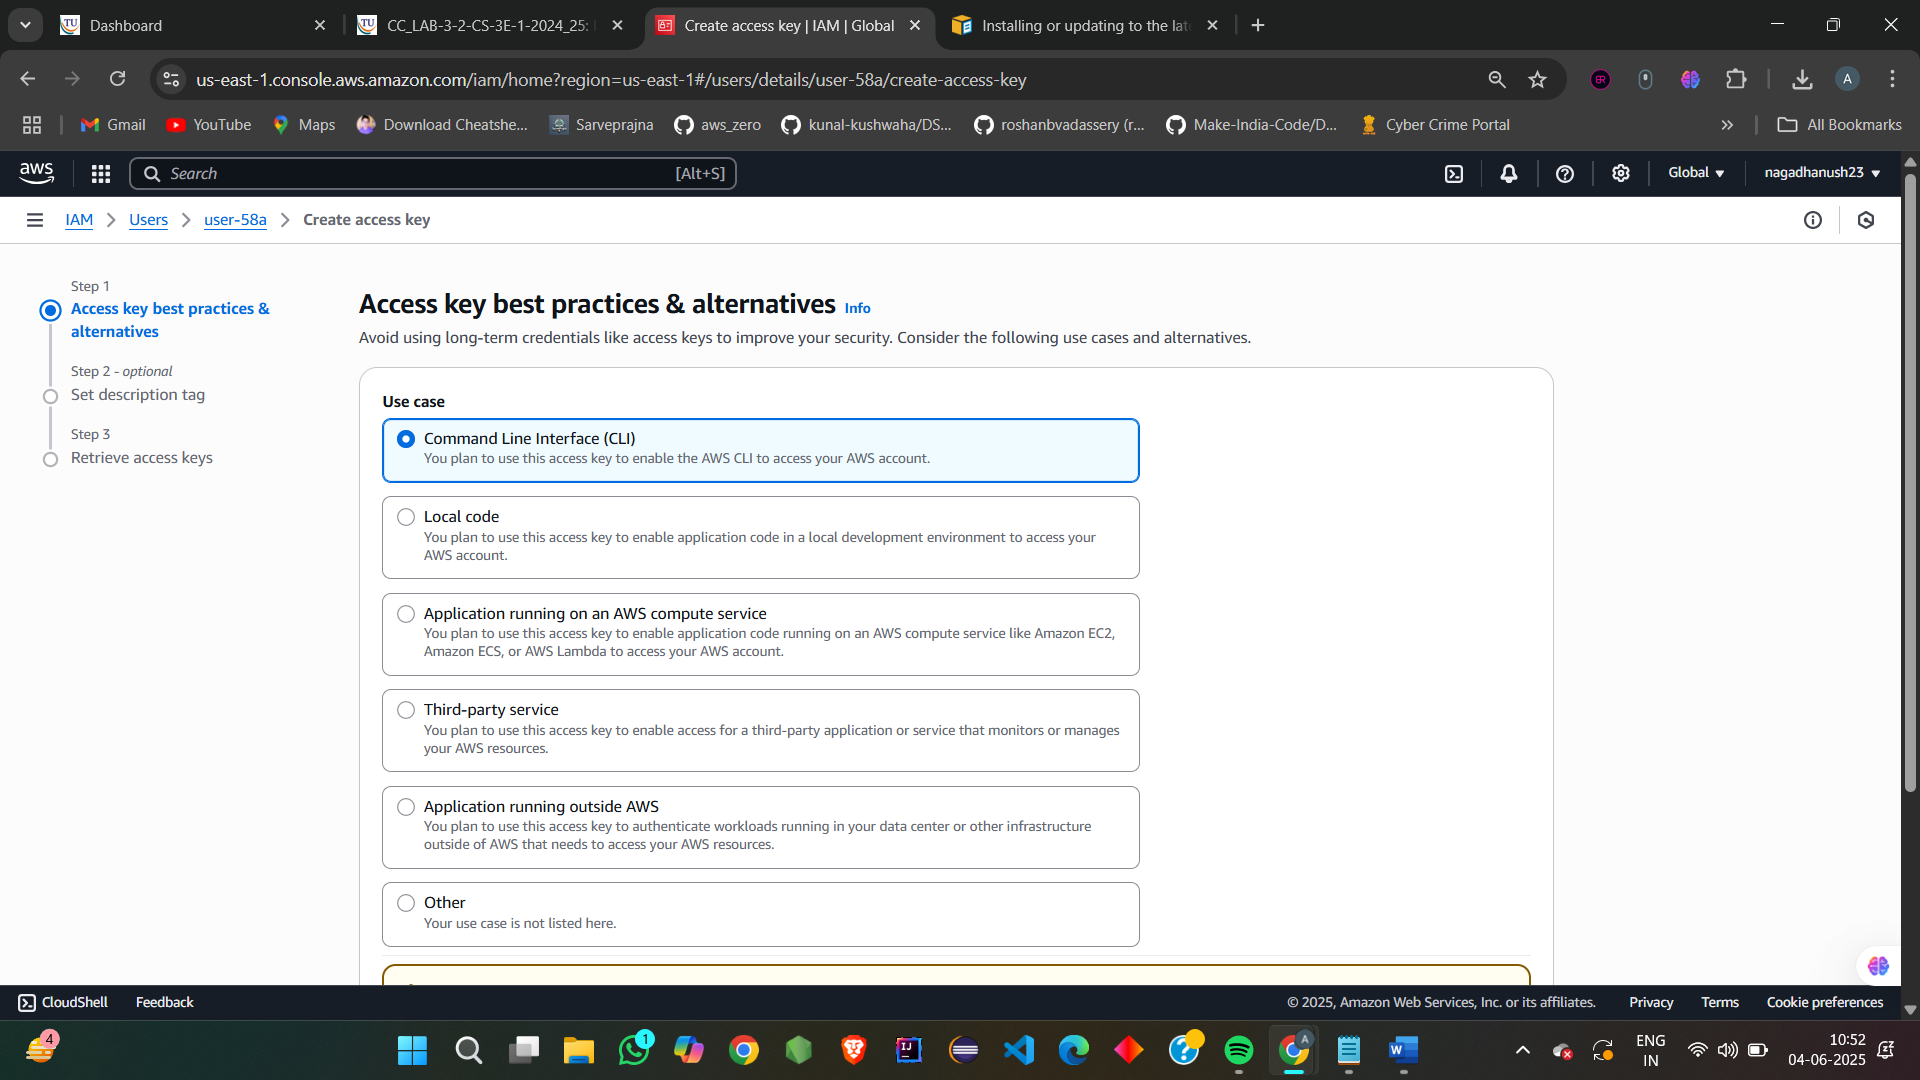 Dashboard
CC_LAB-3-2-CS-3E-1-2024_25:
Create access key | IAM | Global
Installing or updating to the late
us-east-1.console.aws.amazon.com/iam/home?region=us-east-1#/users/details/user-58a/create-access-key
BR
A
Gmail
YouTube
Maps
Download Cheatshe...
Sarveprajna
aws_zero
kunal-kushwaha/DS...
roshanbvadassery (r...
Make-India-Code/D...
Cyber Crime Portal
All Bookmarks
aws
Search
[Alt+S]
Global
nagadhanush23
IAM
Users
user-58a
Create access key
Step 1
Access key best practices &
alternatives
Step 2 - optional
Set description tag
Step 3
Retrieve access keys
Access key best practices & alternatives Info
Avoid using long-term credentials like access keys to improve your security. Consider the following use cases and alternatives.
Use case
Command Line Interface (CLI)
You plan to use this access key to enable the AWS CLI to access your AWS account.
Local code
You plan to use this access key to enable application code in a local development environment to access your
AWS account.
Application running on an AWS compute service
You plan to use this access key to enable application code running on an AWS compute service like Amazon EC2,
Amazon ECS, or AWS Lambda to access your AWS account.
Third-party service
You plan to use this access key to enable access for a third-party application or service that monitors or manages
your AWS resources.
Application running outside AWS
You plan to use this access key to authenticate workloads running in your data center or other infrastructure
outside of AWS that needs to access your AWS resources.
Other
Your use case is not listed here.
CloudShell
Feedback
© 2025, Amazon Web Services, Inc. or its affiliates.
Privacy
Terms
Cookie preferences
4
1
A
ENG
IN
10:52
04-06-2025